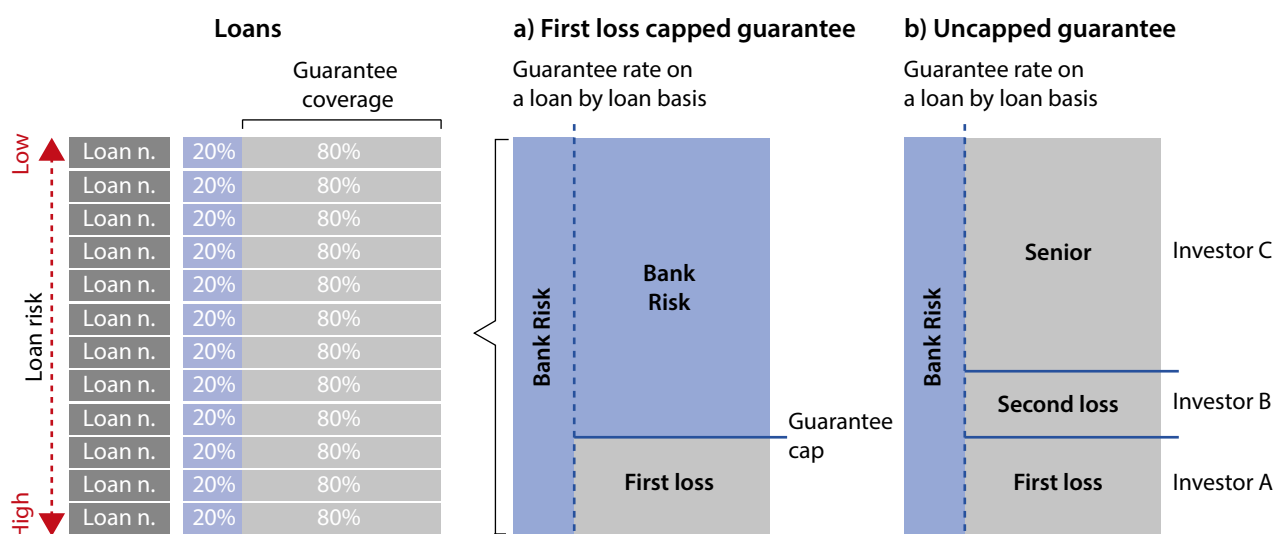 Loans
a) First loss capped guarantee
b) Uncapped guarantee
Guarantee
coverage
Guarantee rate on
a loan by loan basis
Guarantee rate on
a loan by loan basis
Low
Loan risk
High
Loan n. 20% 80%
Loan n. 20% 80%
Loan n. 20% 80%
Loan n. 20% 80%
Loan n. 20% 80%
Loan n. 20% 80%
Loan n. 20% 80%
Loan n. 20% 80%
Loan n. 20% 80%
Loan n. 20% 80%
Loan n. 20% 80%
Loan n. 20% 80%
Bank Risk
Bank
Risk
Guarantee
cap
First loss
Bank Risk
Senior
Investor C
Second loss
Investor B
First loss
Investor A